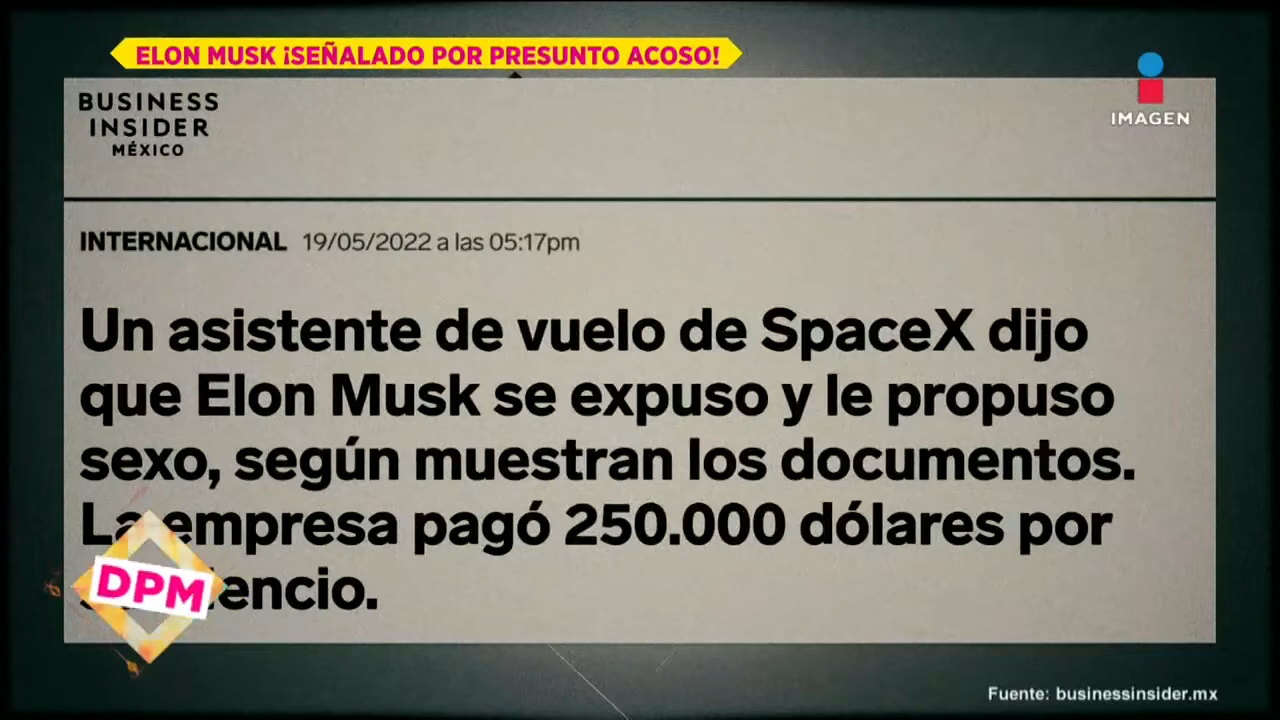 ELON MUSK ¡SEÑALADO POR PRESUNTO ACOSO!
BUSINESS
INSIDER
MÉXICO
IMAGEN
INTERNACIONAL 19/05/2022 a las 05:17pm
Un asistente de vuelo de SpaceX dijo
que Elon Musk se expuso y le propuso
sexo, según muestran los documentos.
La empresa pagó 250.000 dólares por
DPM
Fuente: businessinsider.mx